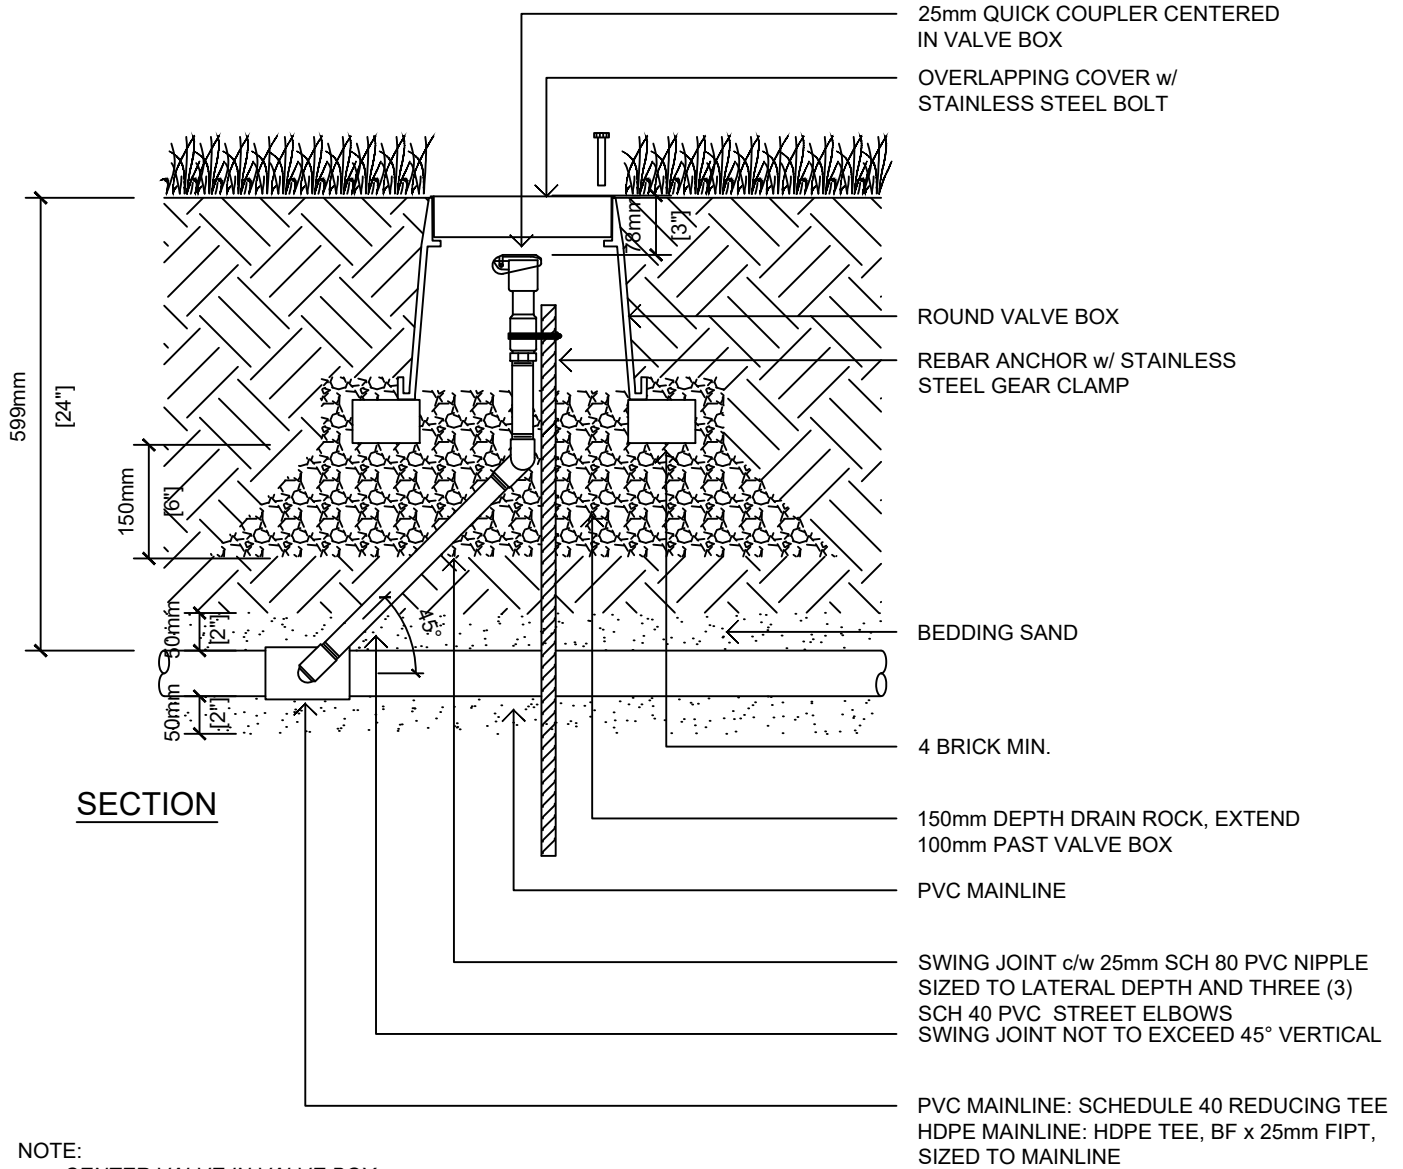 25mm QUICK COUPLER CENTERED
IN VALVE BOX
OVERLAPPING COVER w/
STAINLESS STEEL BOLT
78mm
[3"]
ROUND VALVE BOX
REBAR ANCHOR w/ STAINLESS
STEEL GEAR CLAMP
599mm
[24"]
150mm
[6"]
50mm
[2"]
45°
BEDDING SAND
50mm
[2"]
4 BRICK MIN.
SECTION
150mm DEPTH DRAIN ROCK, EXTEND
100mm PAST VALVE BOX
PVC MAINLINE
SWING JOINT c/w 25mm SCH 80 PVC NIPPLE
SIZED TO LATERAL DEPTH AND THREE (3)
SCH 40 PVC STREET ELBOWS
SWING JOINT NOT TO EXCEED 45° VERTICAL
PVC MAINLINE: SCHEDULE 40 REDUCING TEE
HDPE MAINLINE: HDPE TEE, BF x 25mm FIPT,
SIZED TO MAINLINE
NOTE: